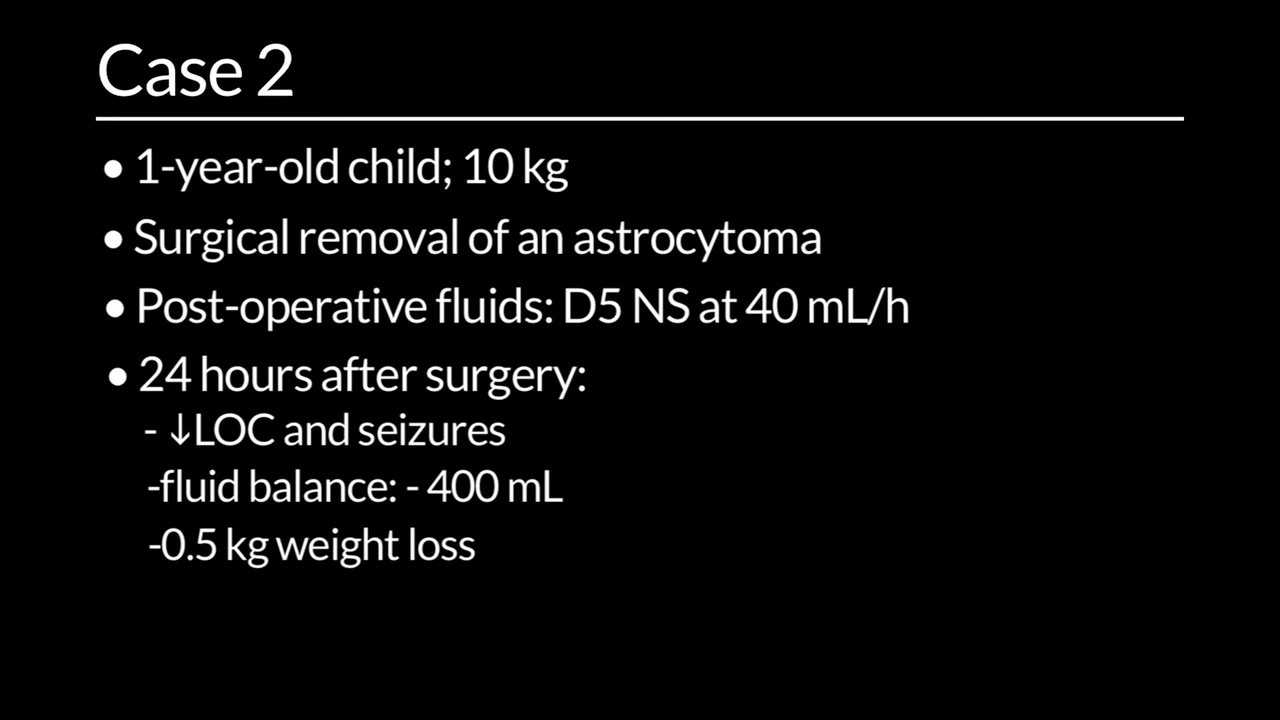 Case 2
• 1-year-old child; 10 kg
• Surgical removal of an astrocytoma
• Post-operative fluids: D5 NS at 40 mL/h
• 24 hours after surgery:
- ↓LOC and seizures
-fluid balance: - 400 mL
-0.5 kg weight loss